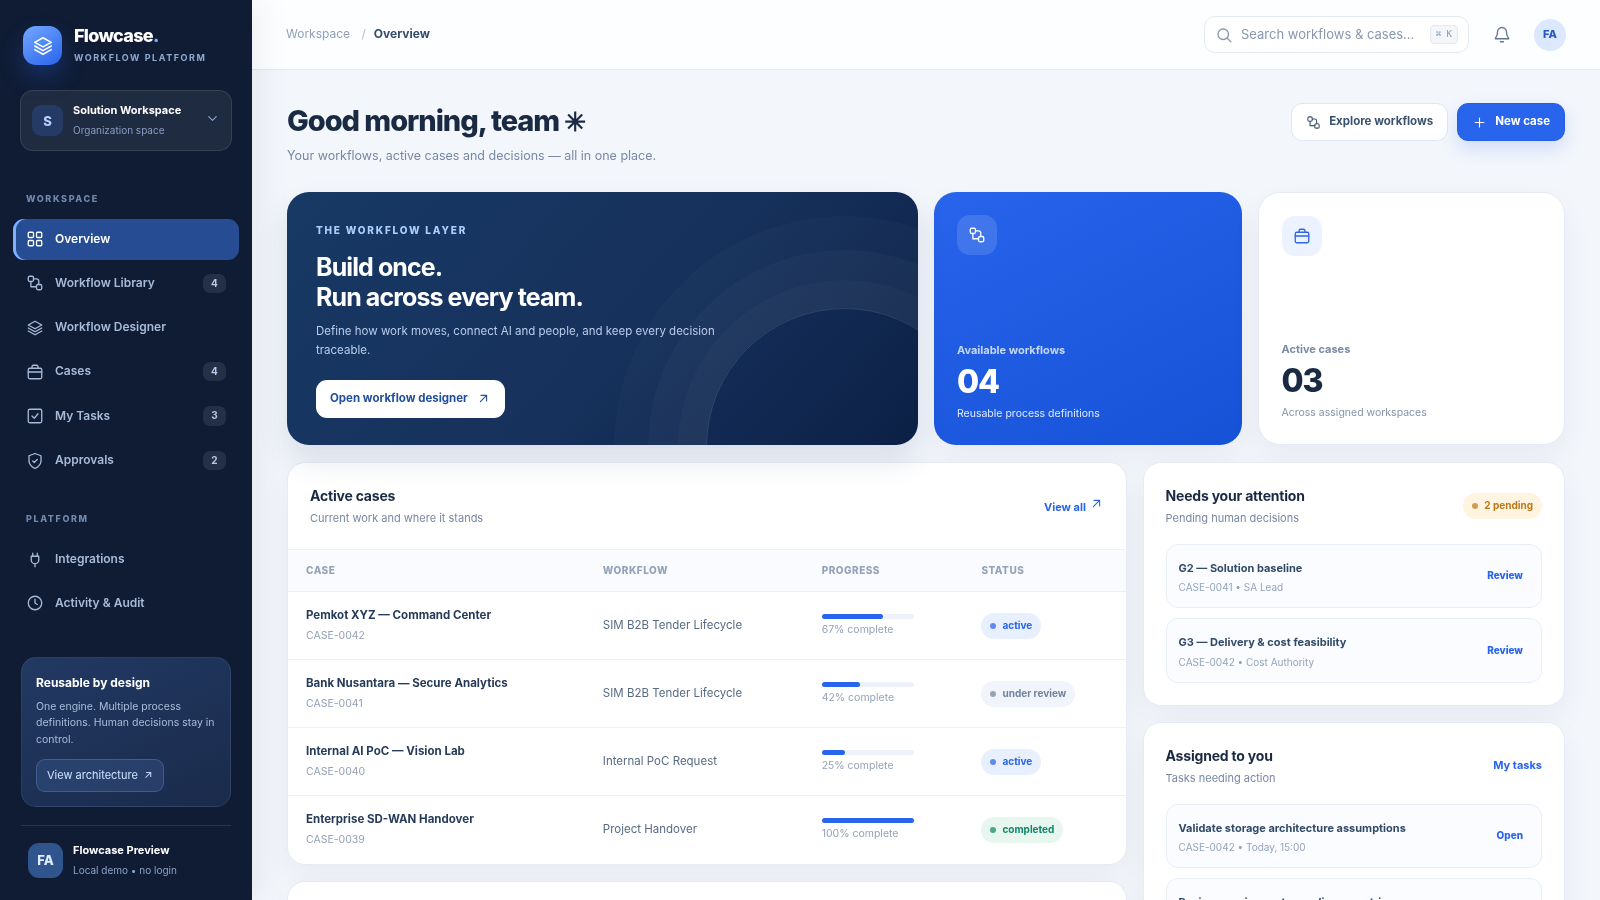 Flowcase.
WORKFLOW PLATFORM
S
Solution Workspace
Organization space
WORKSPACE
Overview
Workflow Library 4
Workflow Designer
Cases 4
My Tasks 3
Approvals 2
PLATFORM
Integrations
Activity & Audit
Reusable by design
One engine. Multiple process
definitions. Human decisions stay in
control.
View architecture
FA
Flowcase Preview
Local demo • no login
Workspace / Overview
Search workflows & cases...
⌘ K
FA
Good morning, team ✳
Your workflows, active cases and decisions — all in one place.
Explore workflows
+ New case
THE WORKFLOW LAYER
Build once.
Run across every team.
Define how work moves, connect AI and people, and keep every decision
traceable.
Open workflow designer
Available workflows
04
Reusable process definitions
Active cases
03
Across assigned workspaces
Active cases
Current work and where it stands
View all
CASE WORKFLOW PROGRESS STATUS
Pemkot XYZ — Command Center
CASE-0042
SIM B2B Tender Lifecycle
67% complete
active
Bank Nusantara — Secure Analytics
CASE-0041
SIM B2B Tender Lifecycle
42% complete
under review
Internal AI PoC — Vision Lab
CASE-0040
Internal PoC Request
25% complete
active
Enterprise SD-WAN Handover
CASE-0039
Project Handover
100% complete
completed
Needs your attention
Pending human decisions
2 pending
G2 — Solution baseline
CASE-0041 • SA Lead
Review
G3 — Delivery & cost feasibility
CASE-0042 • Cost Authority
Review
Assigned to you
Tasks needing action
My tasks
Validate storage architecture assumptions
CASE-0042 • Today, 15:00
Open